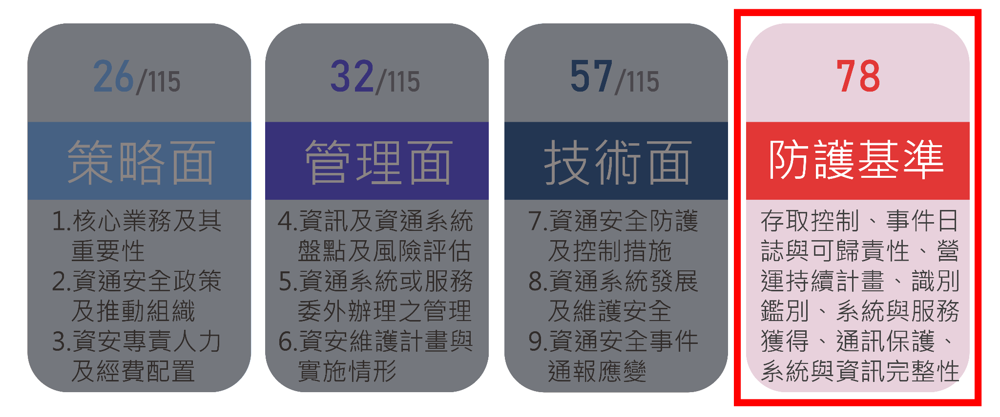 26/115
策略面
1.核心業務及其
重要性
2.資通安全政策
及推動組織
3.資安專責人力
及經費配置
32/115
管理面
4.資訊及資通系統
盤點及風險評估
5.資通系統或服務
委外辦理之管理
6.資安維護計畫與
實施情形
57/115
技術面
7.資通安全防護
及控制措施
8.資通系統發展
及維護安全
9.資通安全事件
通報應變
78
防護基準
存取控制、事件日
誌與可歸責性、營
運持續計畫、識別
鑑別、系統與服務
獲得、通訊保護、
系統與資訊完整性